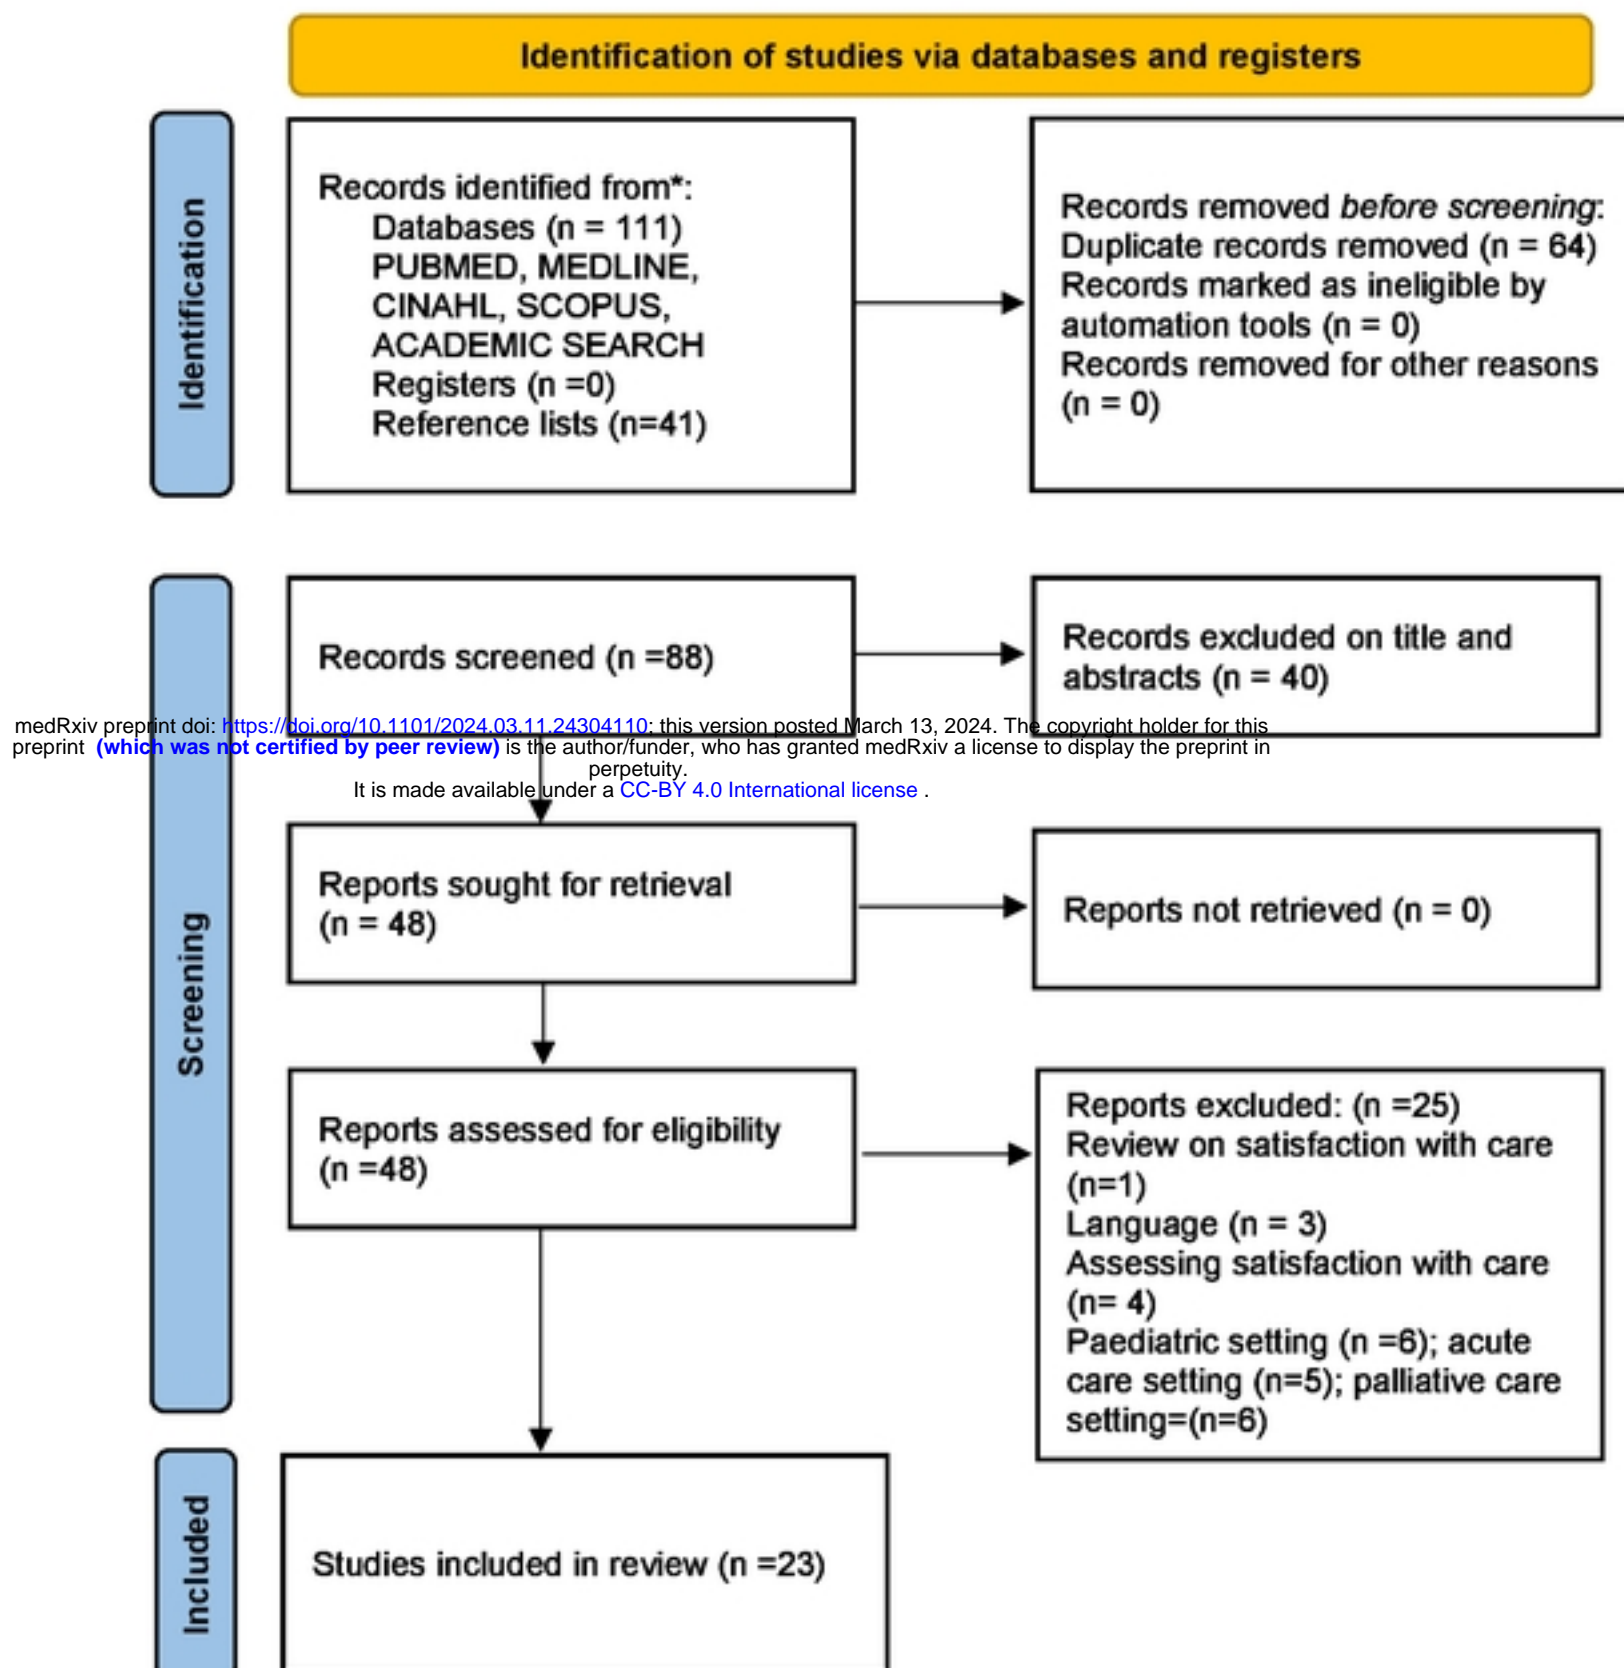 Identification of studies via databases and registers
Identification
Records identified from*:
Databases (n = 111)
PUBMED, MEDLINE,
CINAHL, SCOPUS,
ACADEMIC SEARCH
Registers (n =0)
Reference lists (n=41)
Records removed before screening:
Duplicate records removed (n = 64)
Records marked as ineligible by
automation tools (n = 0)
Records removed for other reasons
(n = 0)
Screening
Records screened (n =88)
Records excluded on title and
abstracts (n = 40)
medRxiv preprint doi: https://doi.org/10.1101/2024.03.11.24304110; this version posted March 13, 2024. The copyright holder for this
preprint (which was not certified by peer review) is the author/funder, who has granted medRxiv a license to display the preprint in
perpetuity.
It is made available under a CC-BY 4.0 International license .
Reports sought for retrieval
(n = 48)
Reports not retrieved (n = 0)
Reports assessed for eligibility
(n =48)
Reports excluded: (n =25)
Review on satisfaction with care
(n=1)
Language (n = 3)
Assessing satisfaction with care
(n= 4)
Paediatric setting (n =6); acute
care setting (n=5); palliative care
setting=(n=6)
Included
Studies included in review (n =23)